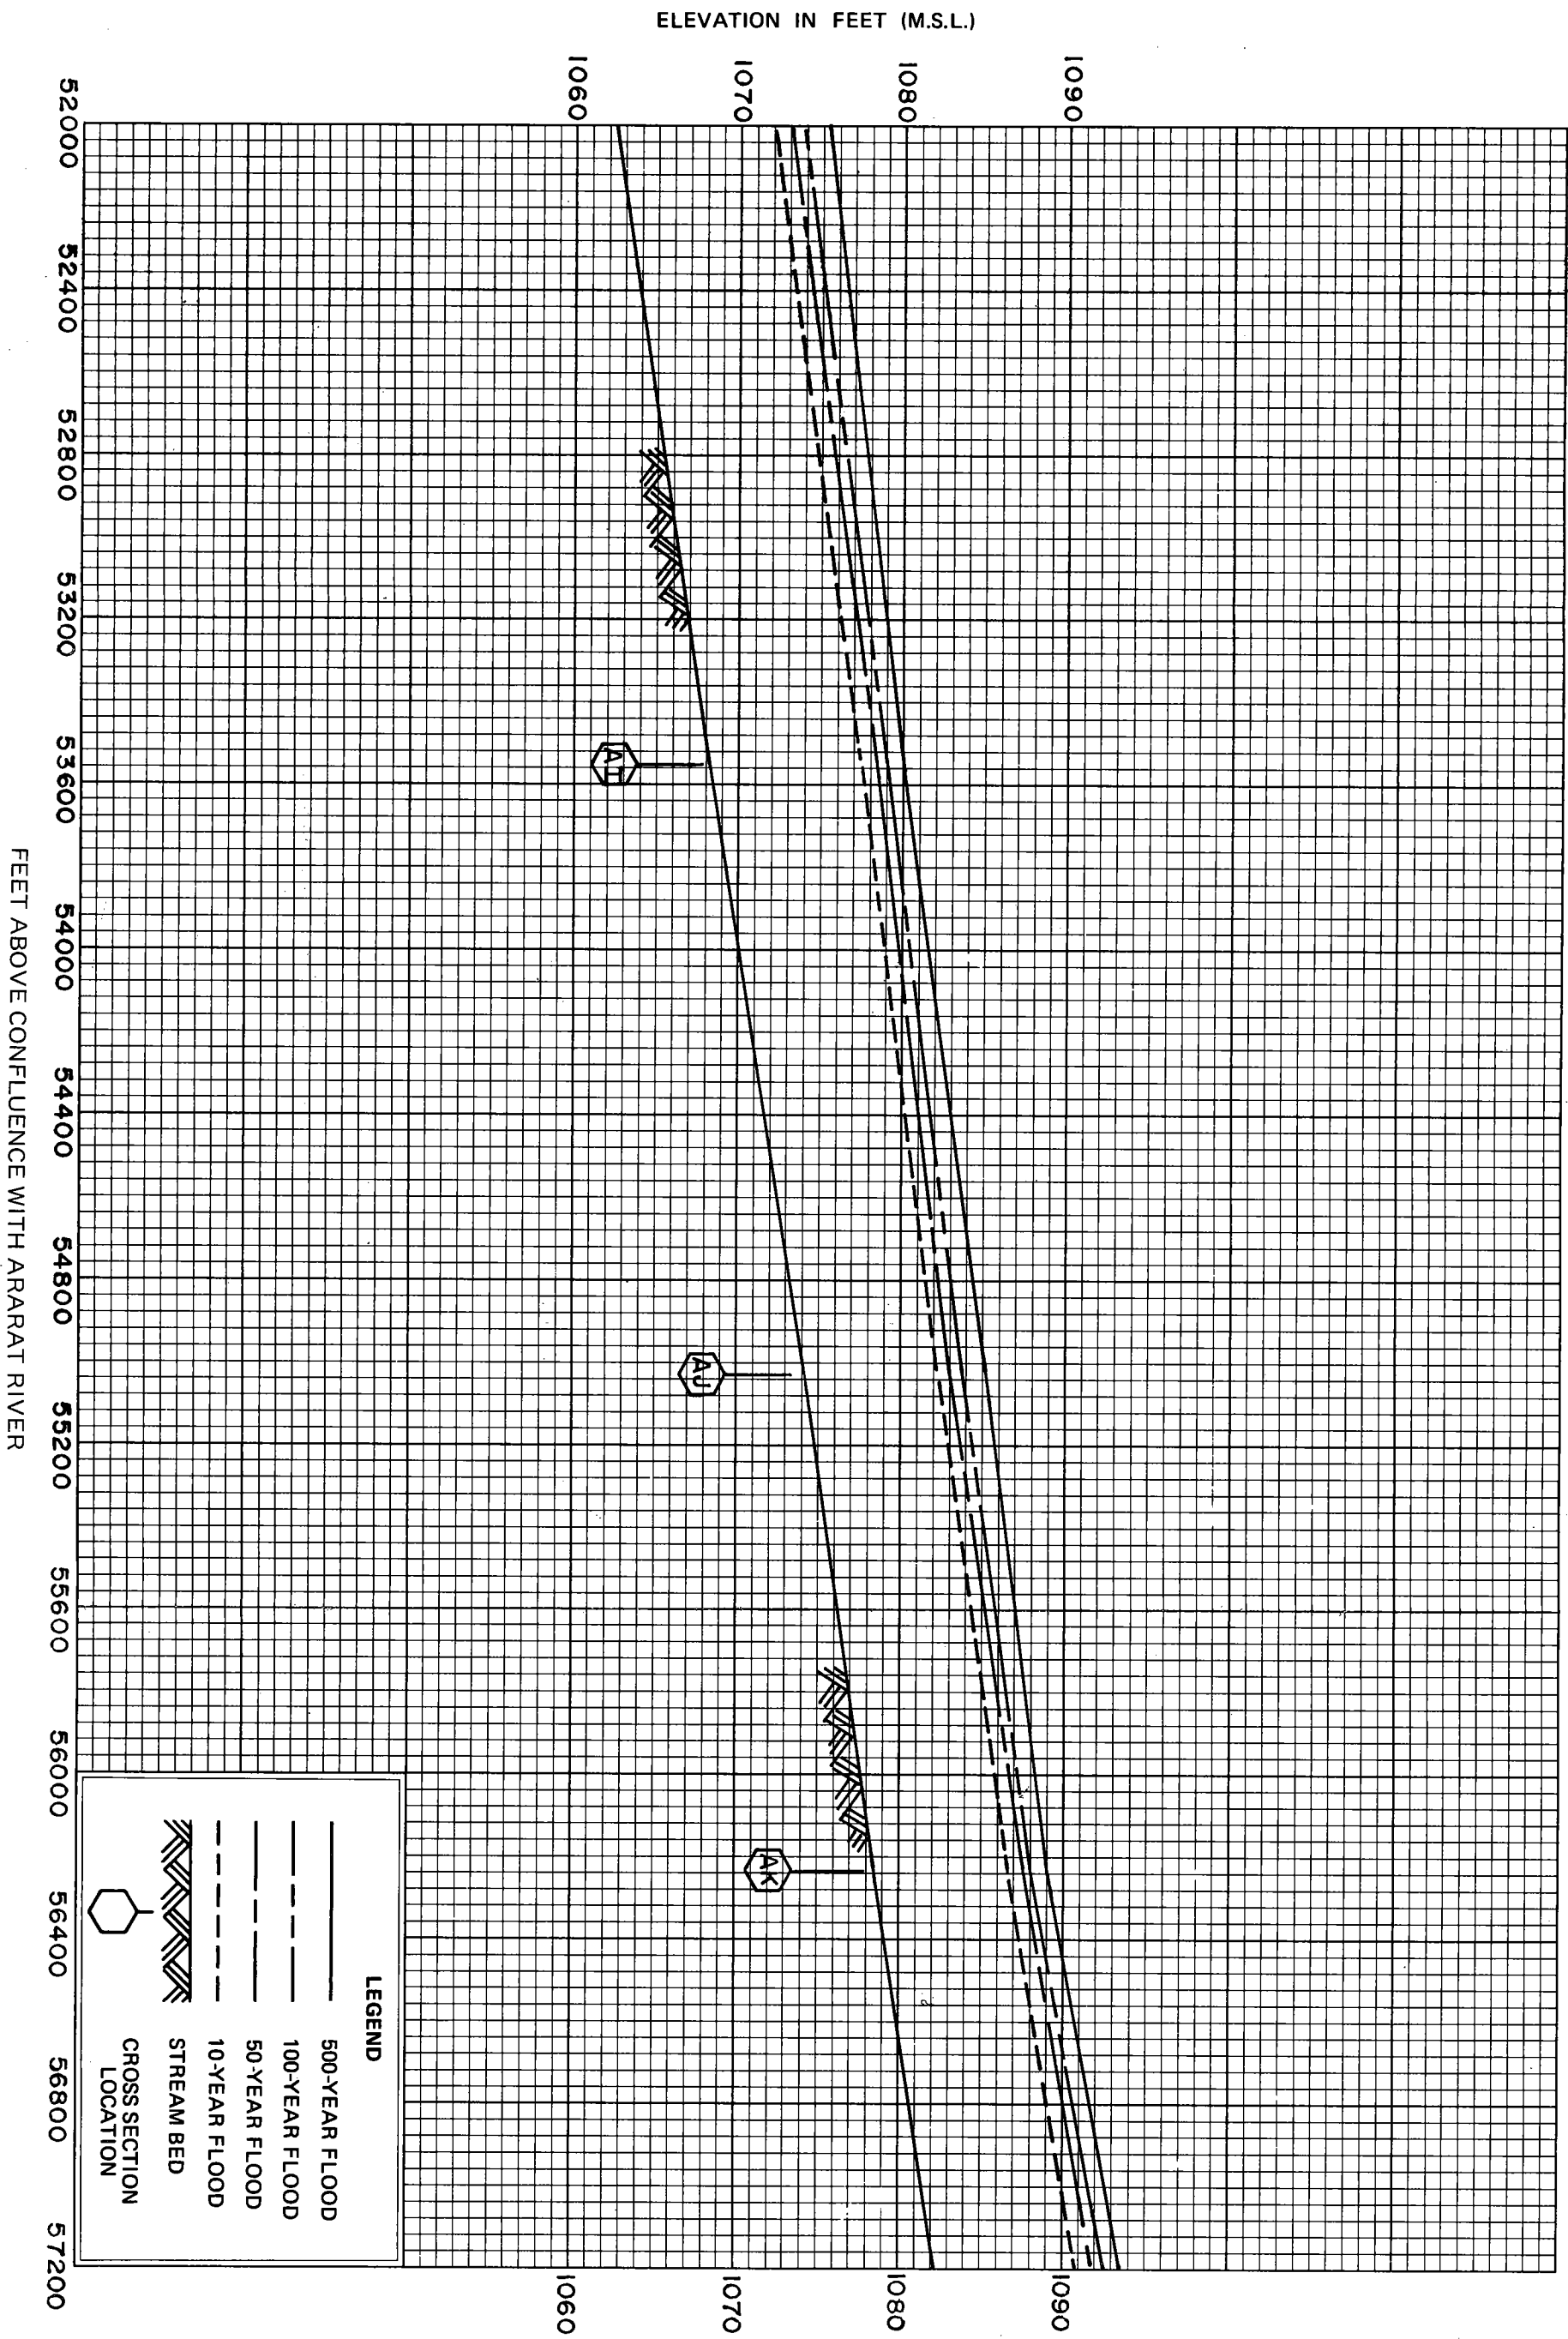 ELEVATION IN FEET (M.S.L.)
1090
1080
1070
1060
1090
1080
1070
1060
AI
AJ
AK
52000 52400 52800 53200 53600 54000 54400 54800 55200 55600 56000 56400 56800 57200
FEET ABOVE CONFLUENCE WITH ARARAT RIVER
LEGEND
500-YEAR FLOOD
100-YEAR FLOOD
50-YEAR FLOOD
10-YEAR FLOOD
STREAM BED
CROSS SECTION
LOCATION